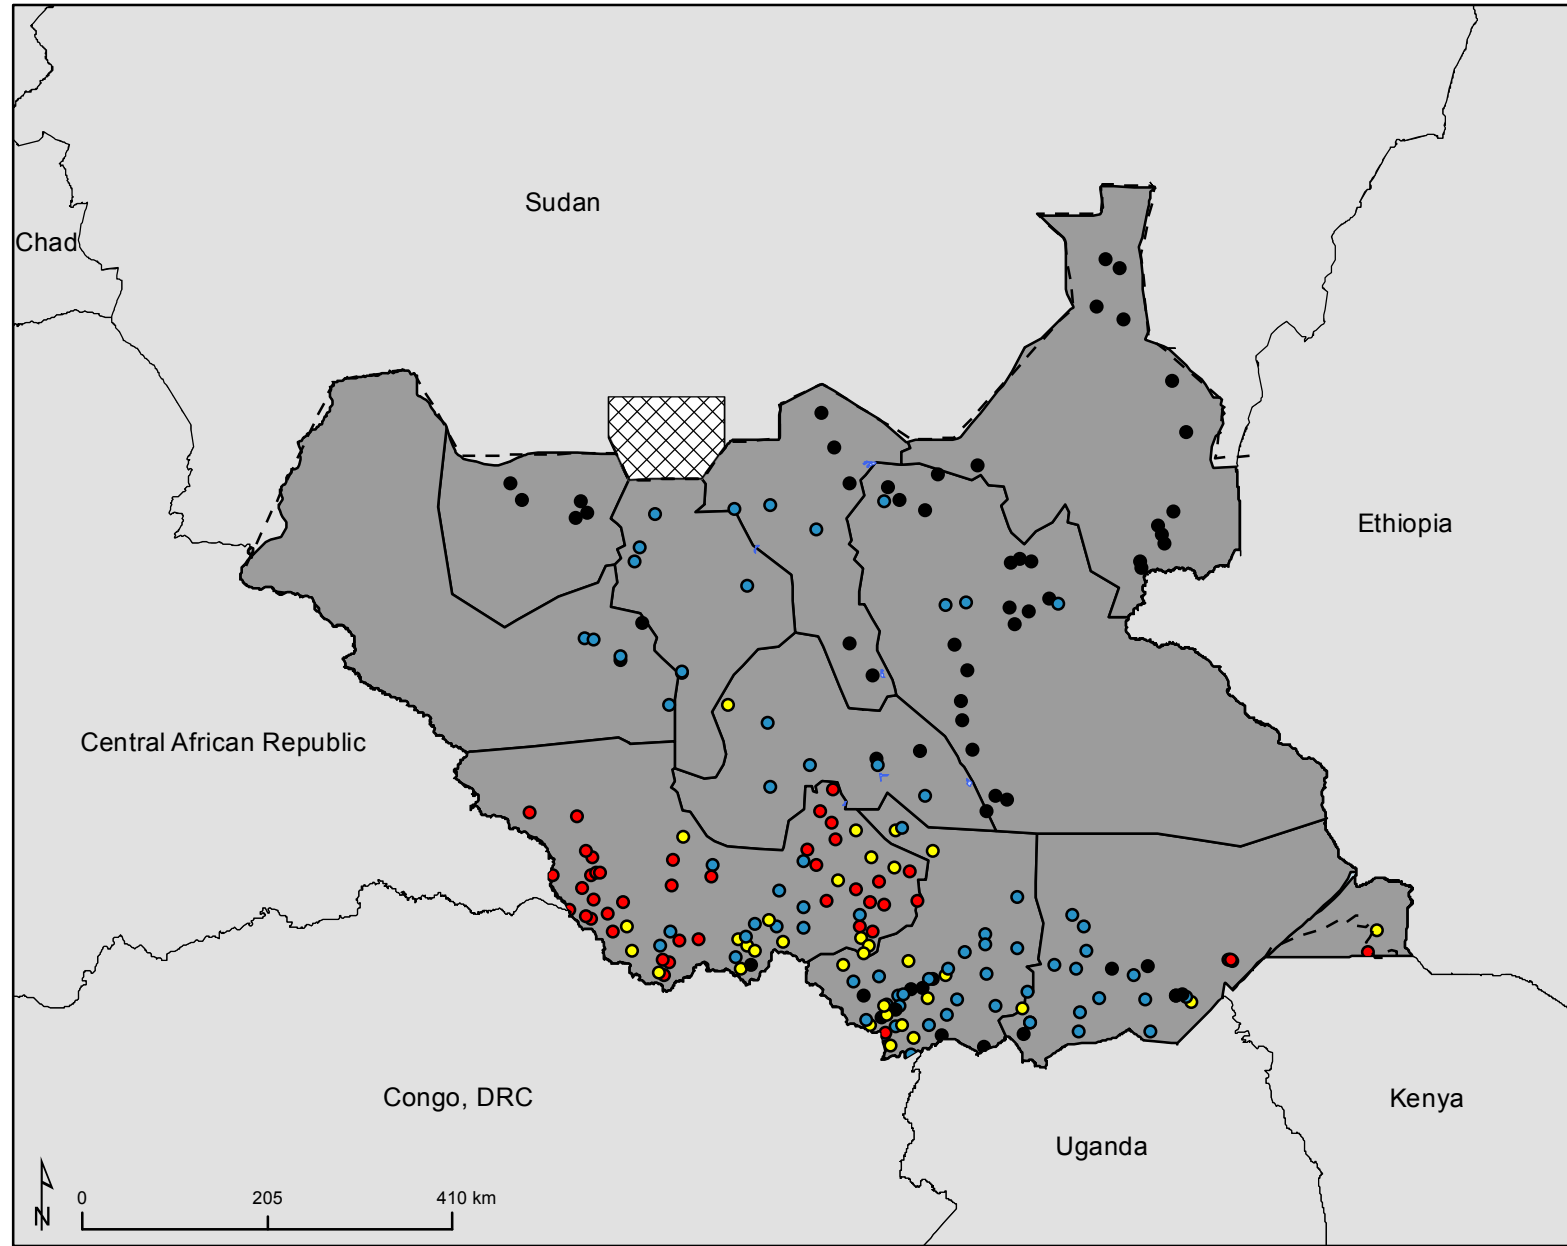 Sudan
Chad
Ethiopia
Central African Republic
Congo, DRC
Kenya
Uganda
0 205 410 km
N